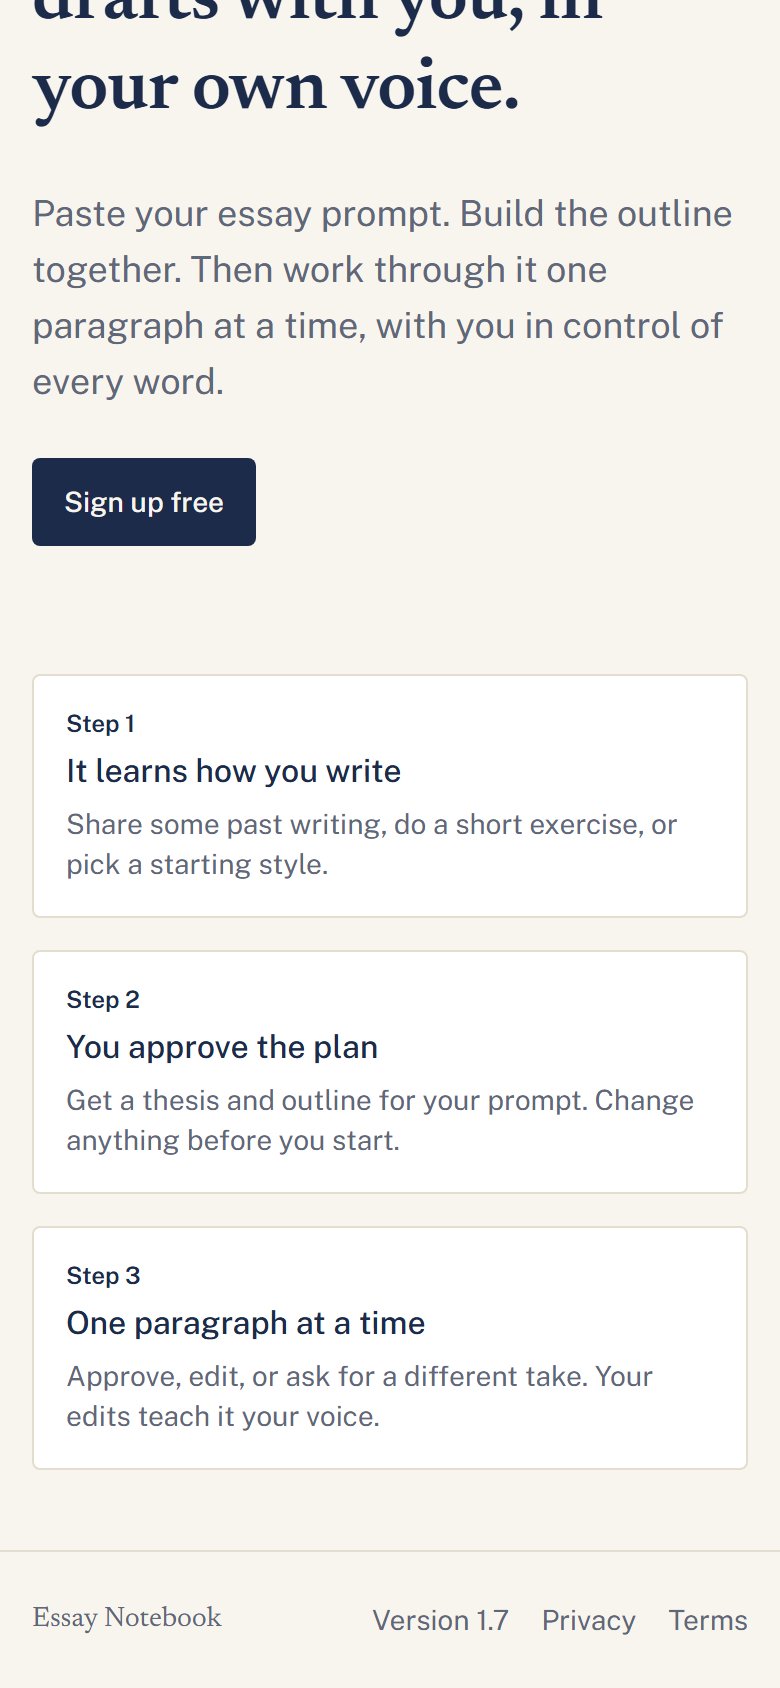 drafts with you, in
your own voice.
Paste your essay prompt. Build the outline
together. Then work through it one
paragraph at a time, with you in control of
every word.
Sign up free
Step 1
It learns how you write
Share some past writing, do a short exercise, or
pick a starting style.
Step 2
You approve the plan
Get a thesis and outline for your prompt. Change
anything before you start.
Step 3
One paragraph at a time
Approve, edit, or ask for a different take. Your
edits teach it your voice.
Essay Notebook Version 1.7 Privacy Terms